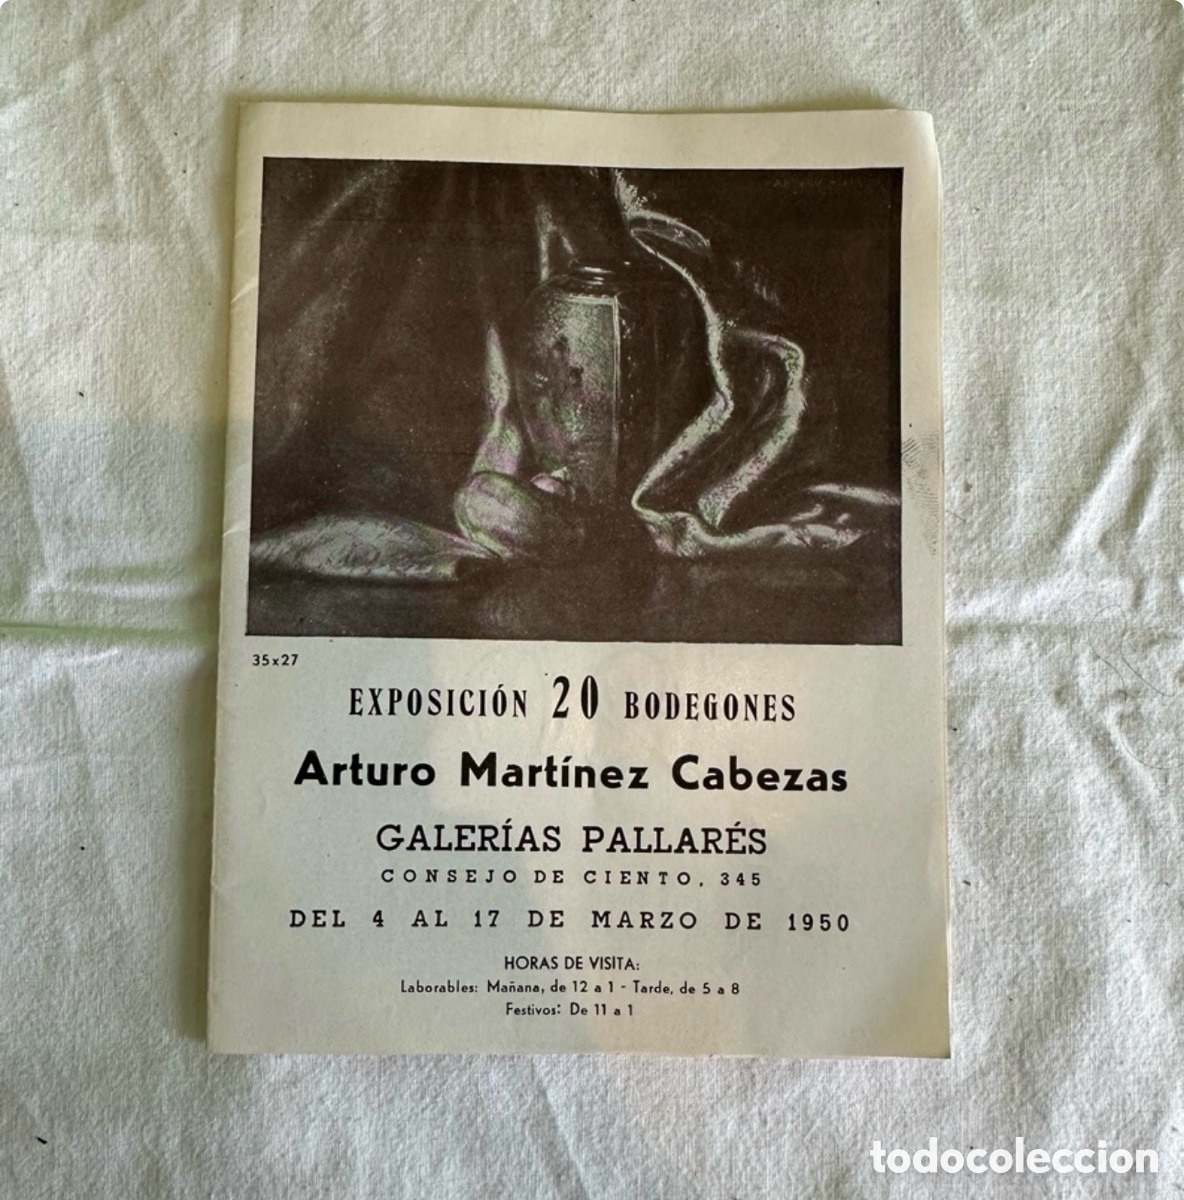 35x27
EXPOSICIÓN 20 BODEGONES
Arturo Martínez Cabezas
GALERÍAS PALLARÉS
CONSEJO DE CIENTO, 345
DEL 4 AL 17 DE MARZO DE 1950
HORAS DE VISITA:
Laborables: Mañana, de 12 a 1 - Tarde, de 5 a 8
Festivos: De 11 a 1
todocoleccion